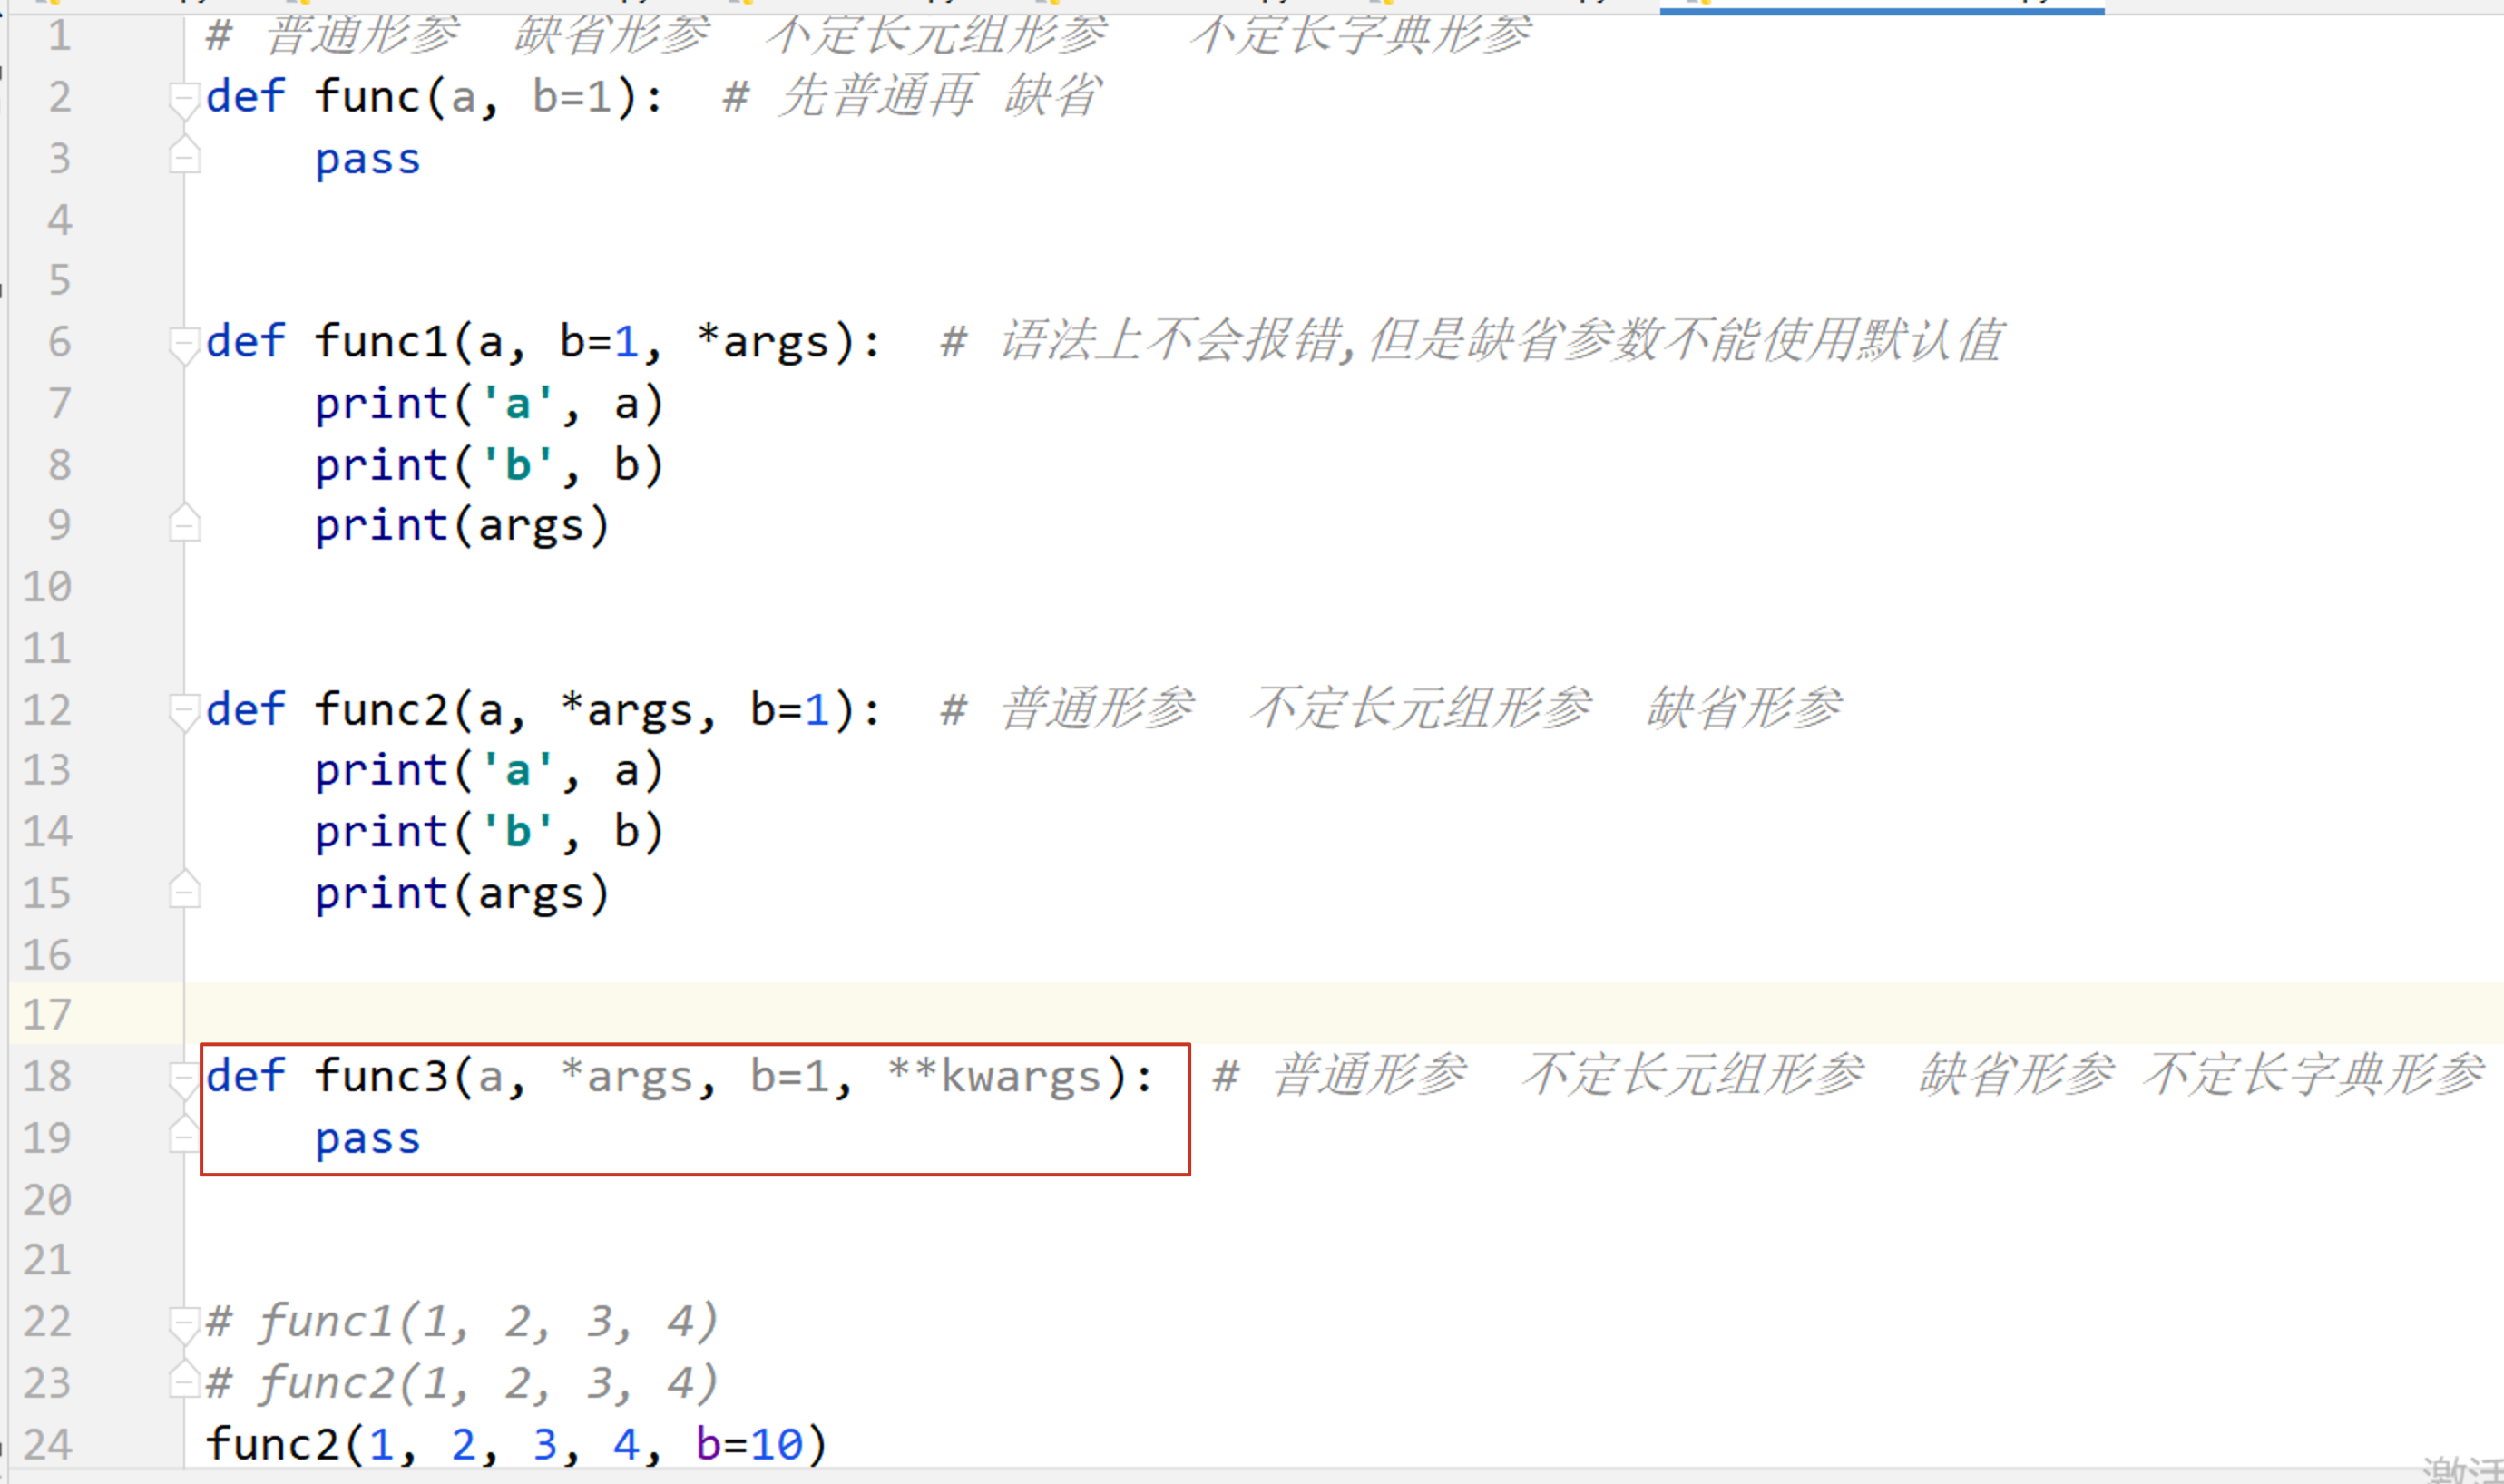 1 # 普通形参  缺省形参  不定长元组形参   不定长字典形参
2 def func(a, b=1):  # 先普通再 缺省
3     pass
4
5
6 def func1(a, b=1, *args):  # 语法上不会报错,但是缺省参数不能使用默认值
7     print('a', a)
8     print('b', b)
9     print(args)
10
11
12 def func2(a, *args, b=1):  # 普通形参  不定长元组形参  缺省形参
13     print('a', a)
14     print('b', b)
15     print(args)
16
17
18 def func3(a, *args, b=1, **kwargs):  # 普通形参  不定长元组形参  缺省形参 不定长字典形参
19     pass
20
21
22 # func1(1, 2, 3, 4)
23 # func2(1, 2, 3, 4)
24 func2(1, 2, 3, 4, b=10)
激活